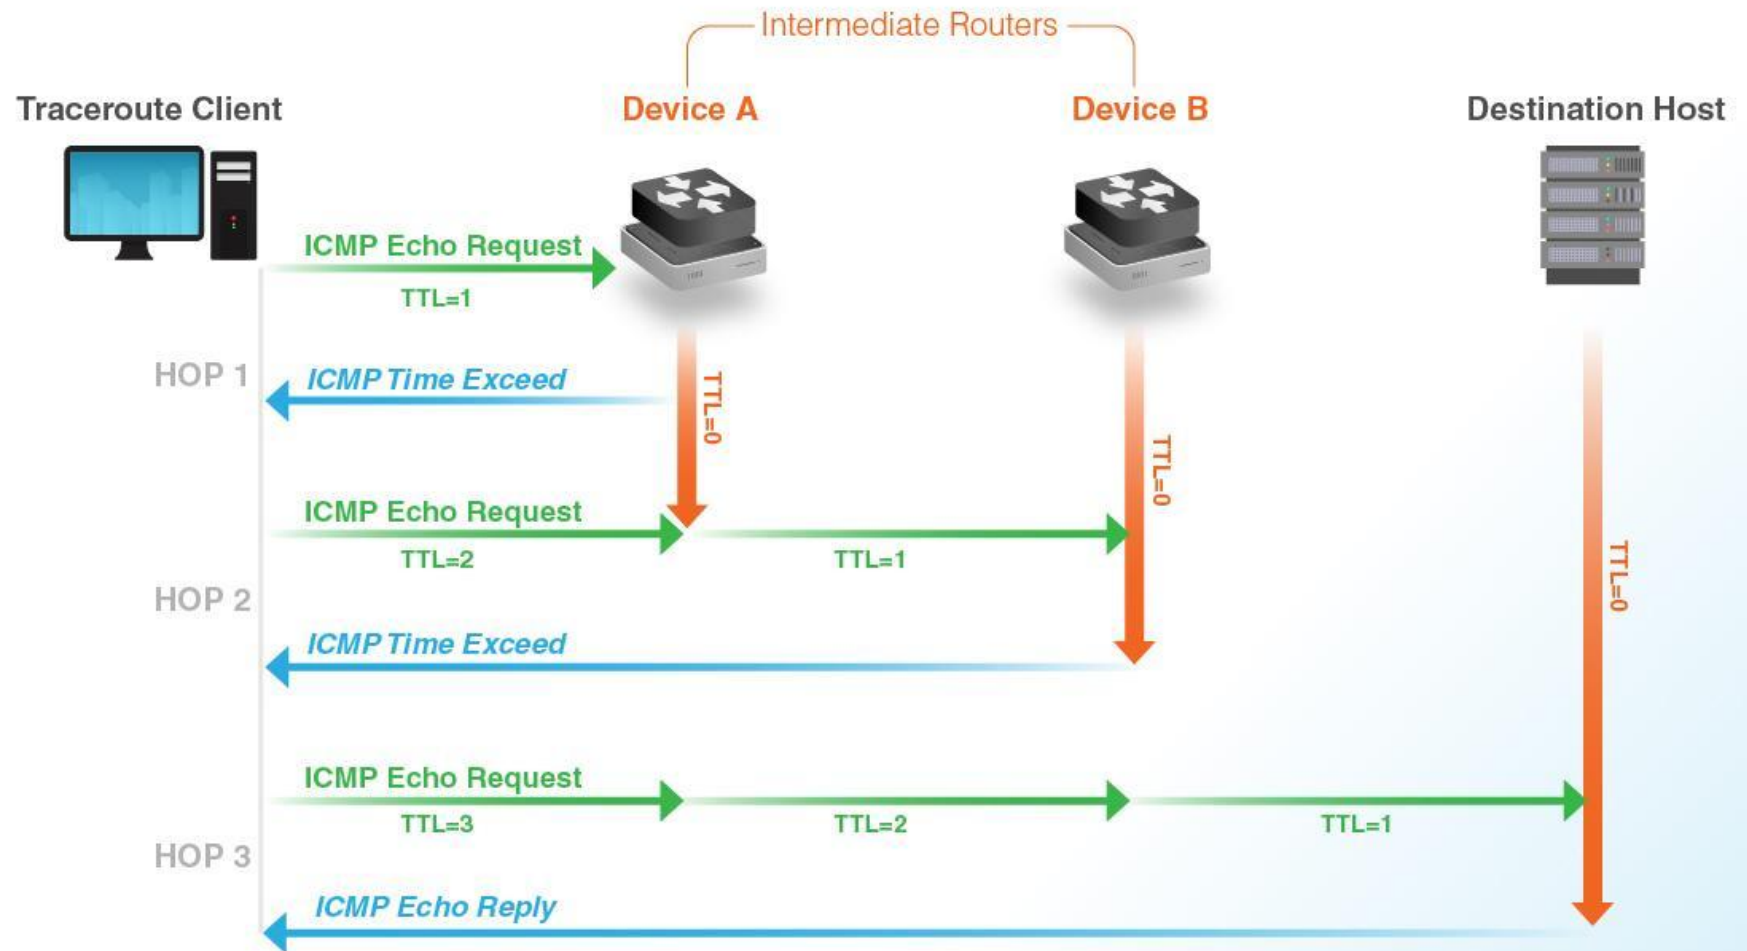 Intermediate Routers
Traceroute Client
Device A
Device B
Destination Host
ICMP Echo Request
TTL=1
HOP 1
ICMP Time Exceed
TTL=0
TTL=0
ICMP Echo Request
TTL=2
TTL=1
TTL=0
HOP 2
ICMP Time Exceed
ICMP Echo Request
TTL=3
TTL=2
TTL=1
HOP 3
ICMP Echo Reply